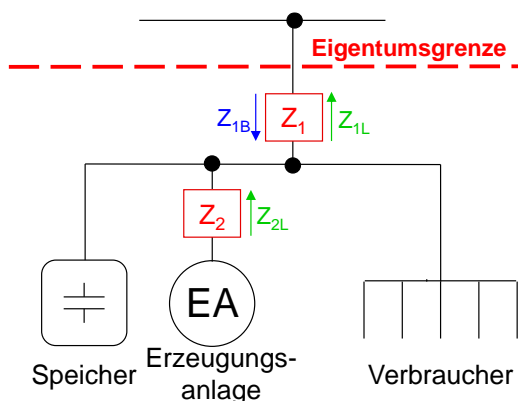 Eigentumsgrenze
Z1B
Z1
Z1L
Z2
Z2L
EA
Speicher
Erzeugungs-
anlage
Verbraucher